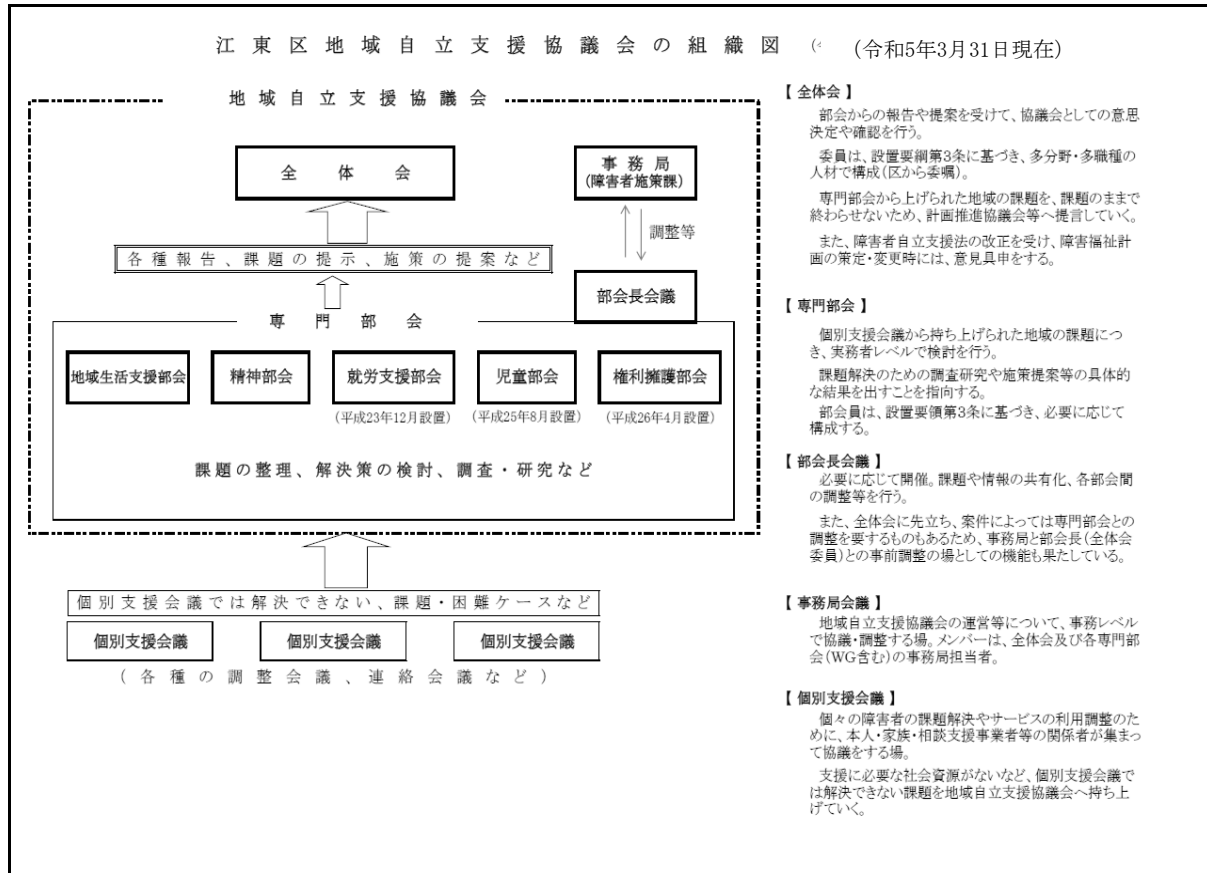 江東区地域自立支援協議会の組織図 (令和5年3月31日現在)
地域自立支援協議会
全体会
事務局
(障害者施策課)
調整等
各種報告、課題の提示、施策の提案など
部会長会議
専門部会
地域生活支援部会 精神部会 就労支援部会 児童部会 権利擁護部会
(平成23年12月設置) (平成25年8月設置) (平成26年4月設置)
課題の整理、解決策の検討、調査・研究など
個別支援会議では解決できない、課題・困難ケースなど
個別支援会議 個別支援会議 個別支援会議
(各種の調整会議、連絡会議など)
【 全体会 】
部会からの報告や提案を受けて、協議会としての意思
決定や確認を行う。
委員は、設置要綱第3条に基づき、多分野・多職種の
人材で構成(区から委嘱)。
専門部会から上げられた地域の課題を、課題のままで
終わらせないため、計画推進協議会等へ提言していく。
また、障害者自立支援法の改正を受け、障害福祉計
画の策定・変更時には、意見具申をする。
【 専門部会 】
個別支援会議から持ち上げられた地域の課題につ
き、実務者レベルで検討を行う。
課題解決のための調査研究や施策提案等の具体的
な結果を出すことを指向する。
部会員は、設置要領第3条に基づき、必要に応じて
構成する。
【 部会長会議 】
必要に応じて開催。課題や情報の共有化、各部会間
の調整等を行う。
また、全体会に先立ち、案件によっては専門部会との
調整を要するものもあるため、事務局と部会長(全体会
委員)との事前調整の場としての機能も果たしている。
【 事務局会議 】
地域自立支援協議会の運営等について、事務レベル
で協議・調整する場。メンバーは、全体会及び各専門部
会(WG含む)の事務局担当者。
【 個別支援会議 】
個々の障害者の課題解決やサービスの利用調整のた
めに、本人・家族・相談支援事業者等の関係者が集まっ
て協議をする場。
支援に必要な社会資源がないなど、個別支援会議で
は解決できない課題を地域自立支援協議会へ持ち上
げていく。